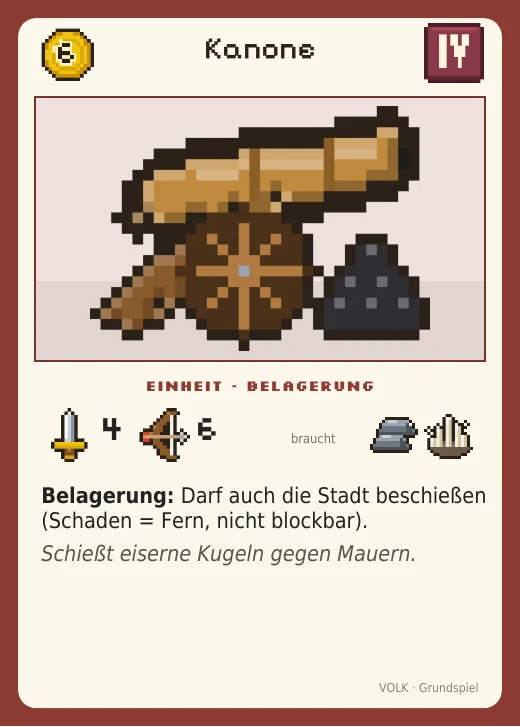 6
Kanone
IV
EINHEIT - BELAGERUNG
4
6
braucht
Belagerung: Darf auch die Stadt beschießen
(Schaden = Fern, nicht blockbar).
Schießt eiserne Kugeln gegen Mauern.
VOLK · Grundspiel